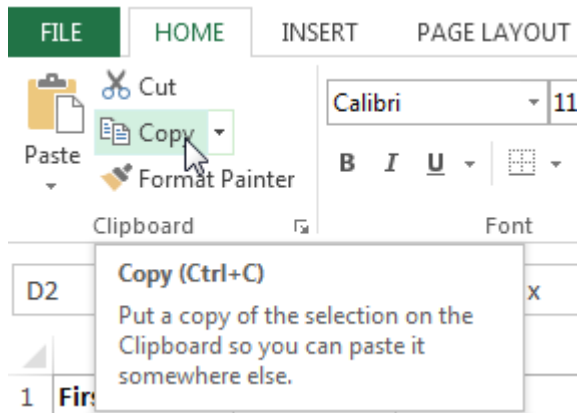 FILE HOME INSERT PAGE LAYOUT
Cut
Calibri 11
Copy
Paste
B I U
Format Painter
Clipboard Font
Copy (Ctrl+C)
D2 x
Put a copy of the selection on the
Clipboard so you can paste it
somewhere else.
1 Firs